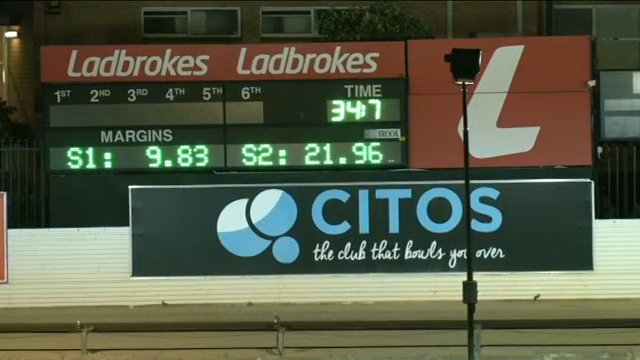 Ladbrokes Ladbrokes
1ST 2ND 3RD 4TH 5TH 6TH TIME
34:7
MARGINS
S1: 9.83 S2: 21.96
L
CITOS
the club that bowls you over